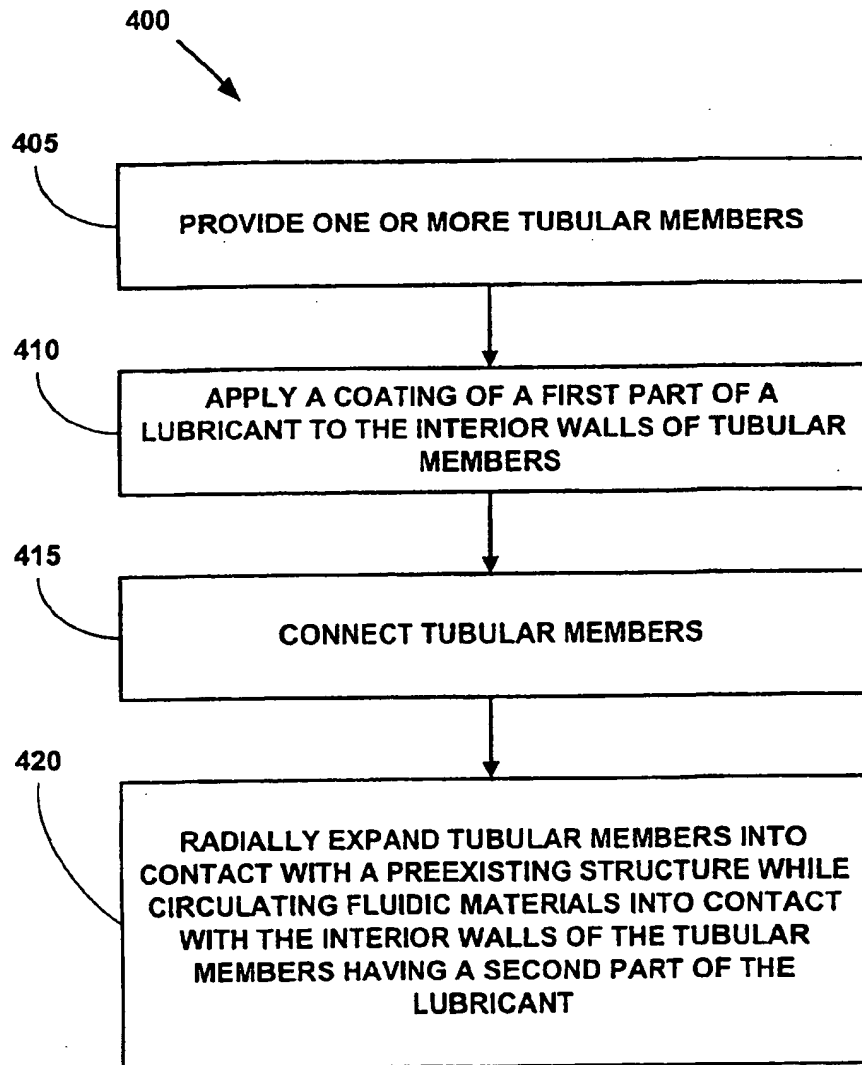 400
405
PROVIDE ONE OR MORE TUBULAR MEMBERS
410
APPLY A COATING OF A FIRST PART OF A
LUBRICANT TO THE INTERIOR WALLS OF TUBULAR
MEMBERS
415
CONNECT TUBULAR MEMBERS
420
RADIALLY EXPAND TUBULAR MEMBERS INTO
CONTACT WITH A PREEXISTING STRUCTURE WHILE
CIRCULATING FLUIDIC MATERIALS INTO CONTACT
WITH THE INTERIOR WALLS OF THE TUBULAR
MEMBERS HAVING A SECOND PART OF THE
LUBRICANT